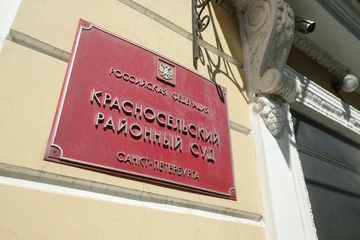 РОССИЙСКАЯ ФЕДЕРАЦИЯ
КРАСНОСЕЛЬСКИЙ
РАЙОННЫЙ СУД
САНКТ-ПЕТЕРБУРГА